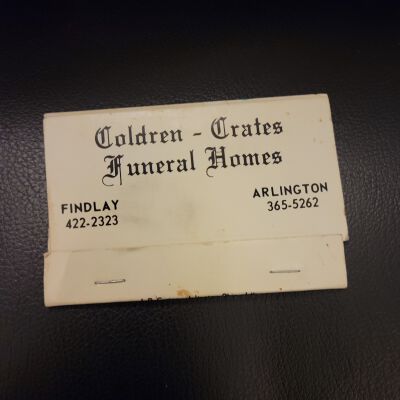 Coldren - Crates
Funeral Homes
FINDLAY
422-2323
ARLINGTON
365-5262